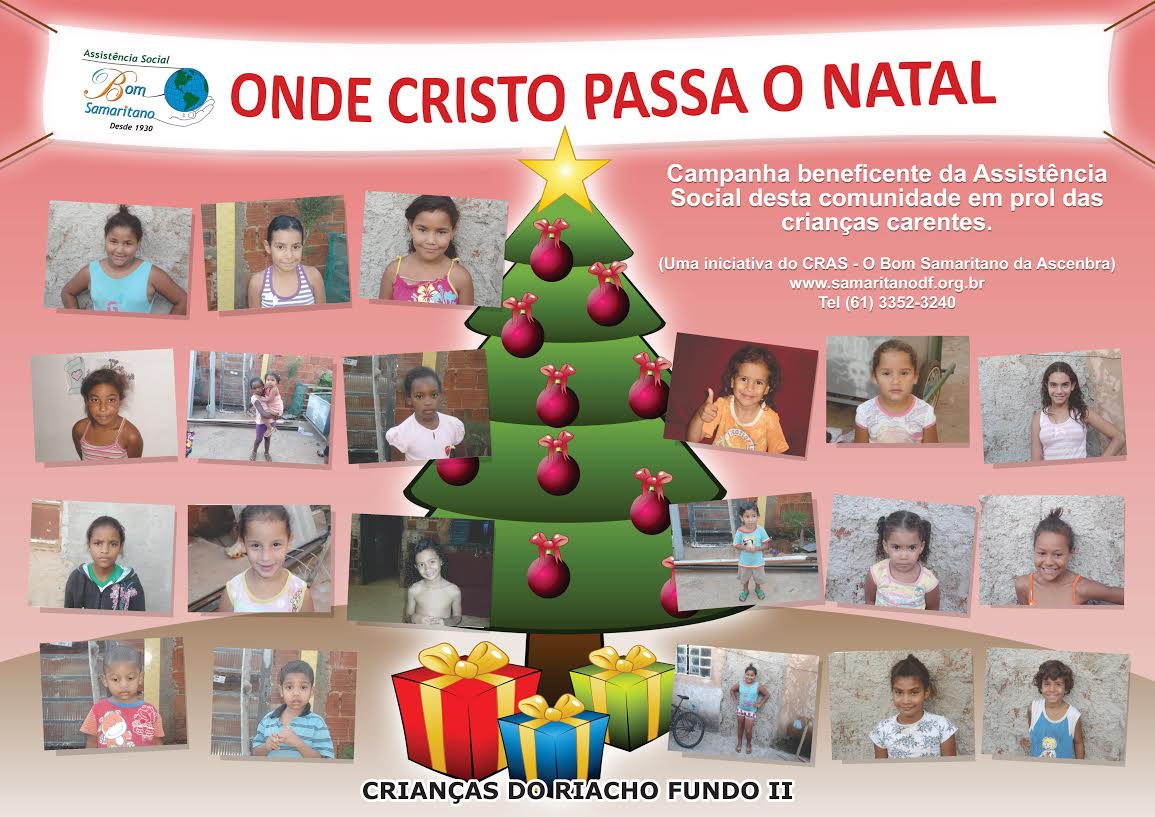 Assistência Social
Bom
Samaritano
Desde 1930
ONDE CRISTO PASSA O NATAL
Campanha beneficente da Assistência
Social desta comunidade em prol das
crianças carentes.
(Uma iniciativa do CRAS - O Bom Samaritano da Ascenbra)
www.samaritanodf.org.br
Tel (61) 3352-3240
CRIANÇAS DO RIACHO FUNDO II